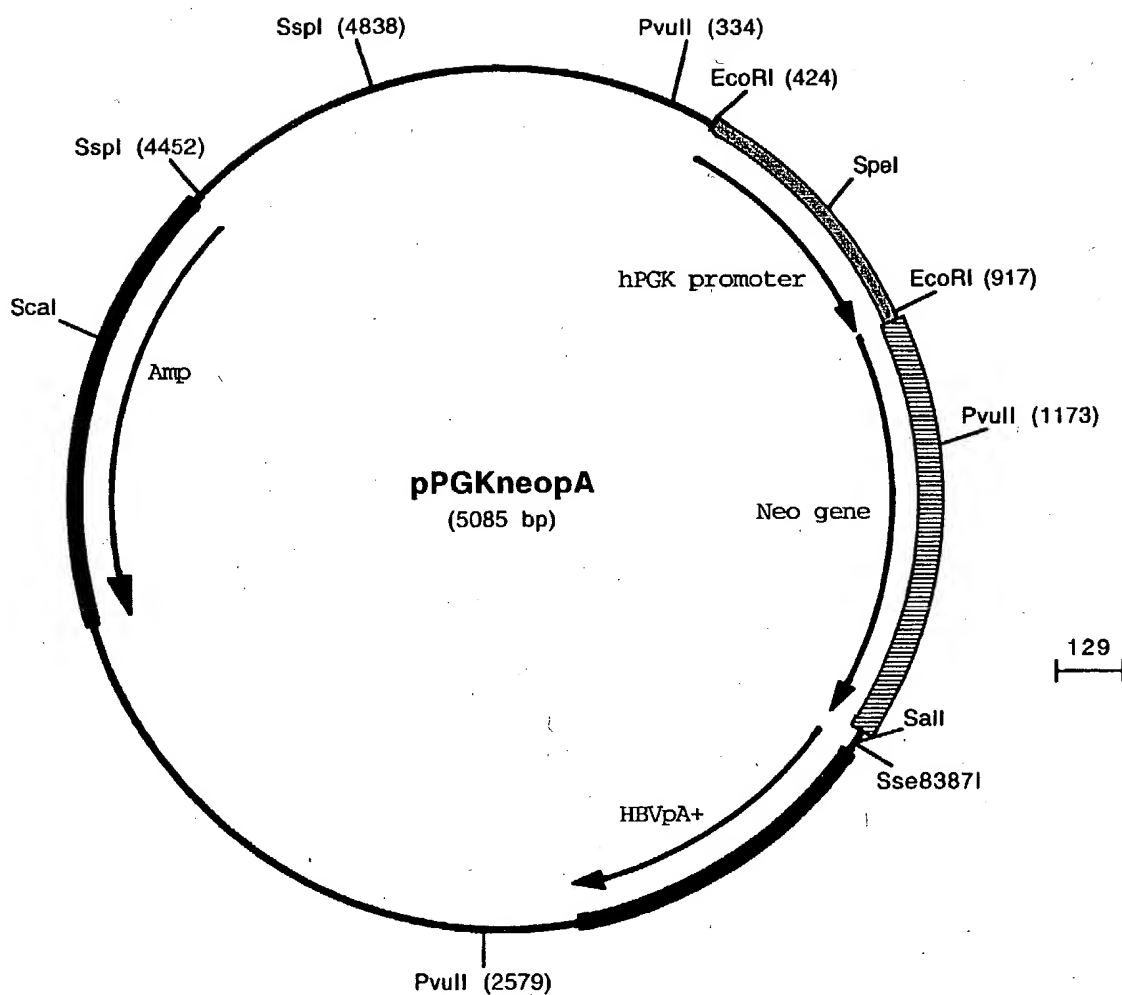 SspI (4838)
PvuII (334)
EcoRI (424)
SspI (4452)
SpeI
hPGK promoter
EcoRI (917)
ScaI
Amp
PvuII (1173)
pPGKneopA
(5085 bp)
Neo gene
129
SalI
Sse8387I
HBVpA+
PvuII (2579)